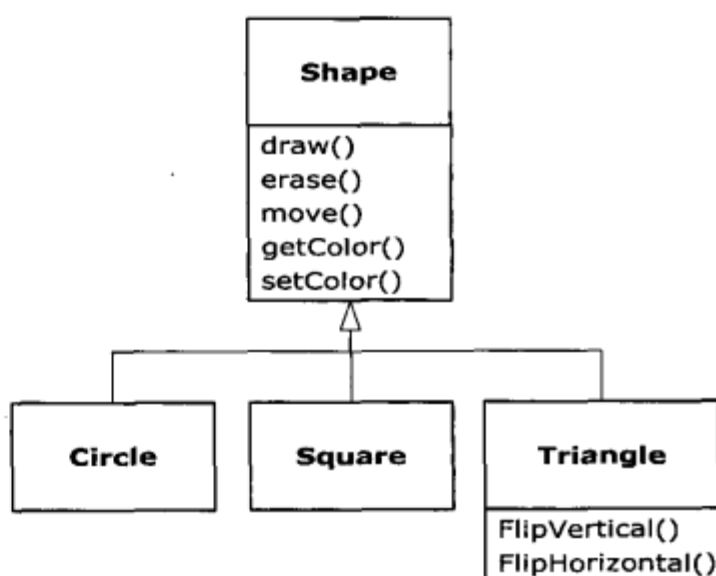 Shape
draw()
erase()
move()
getColor()
setColor()
Circle
Square
Triangle
FlipVertical()
FlipHorizontal()